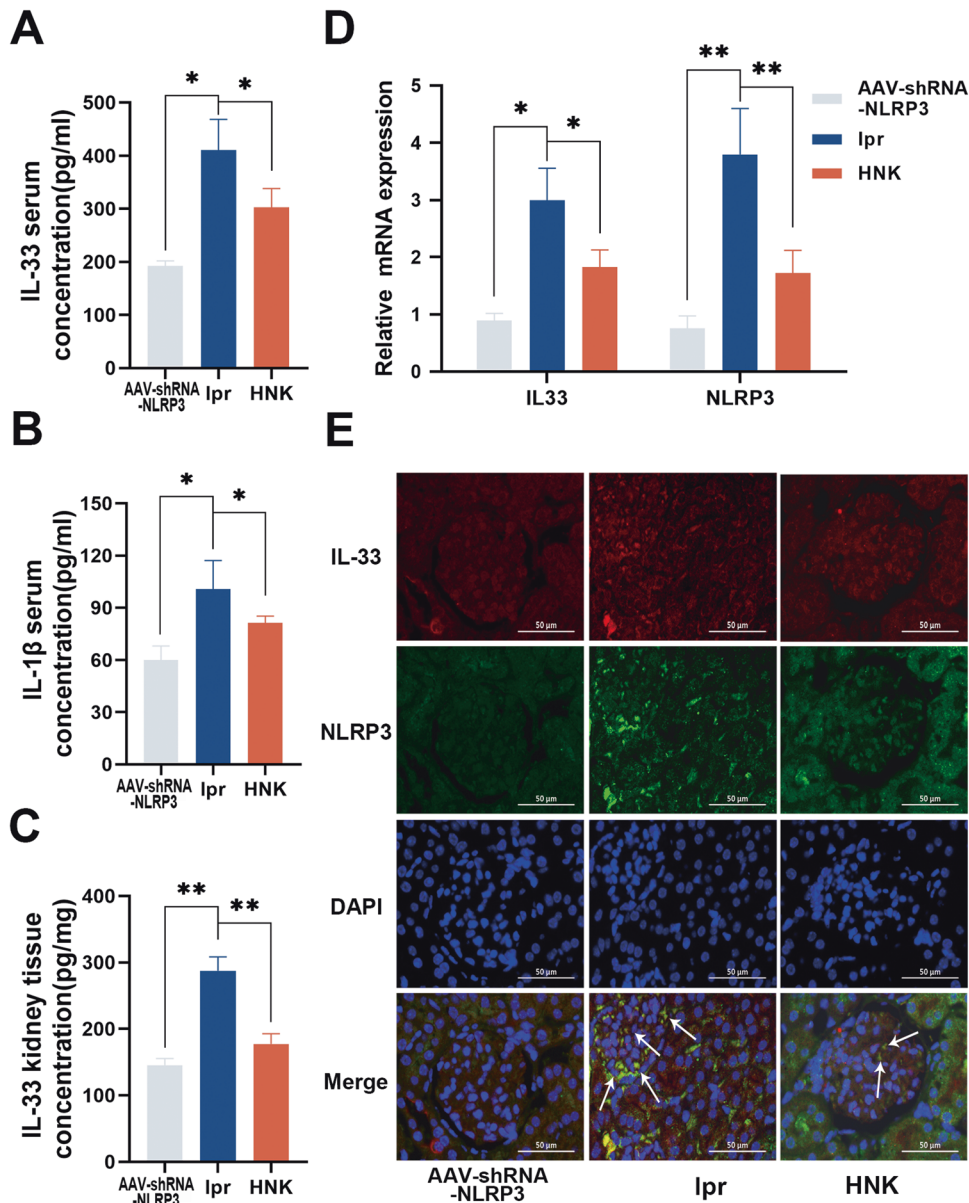 A
IL-33 serum
concentration(pg/ml)
500
400
300
200
100
0
*
*
AAV-shRNA
-NLRP3
lpr
HNK
D
Relative mRNA expression
5
4
3
2
1
0
*
*
**
**
IL33
NLRP3
AAV-shRNA
-NLRP3
lpr
HNK
B
IL-1β serum
concentration(pg/ml)
150
120
90
60
30
0
*
*
AAV-shRNA
-NLRP3
lpr
HNK
C
IL-33 kidney tissue
concentration(pg/mg)
400
300
200
100
0
**
**
AAV-shRNA
-NLRP3
lpr
HNK
E
IL-33
50 μm
50 μm
50 μm
NLRP3
50 μm
50 μm
50 μm
DAPI
50 μm
50 μm
50 μm
Merge
50 μm
50 μm
50 μm
AAV-shRNA
-NLRP3
lpr
HNK